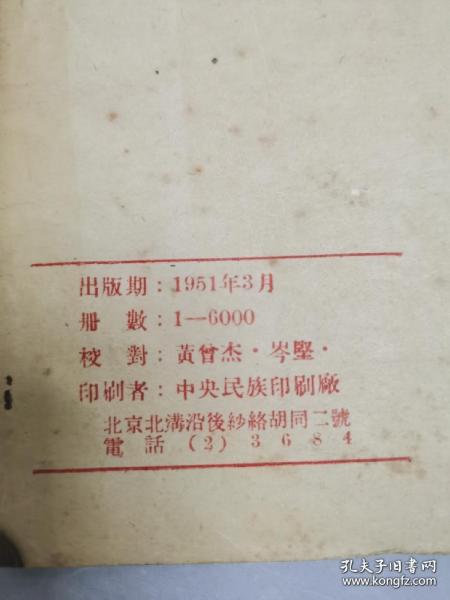 出版期：1951年3月
册數：1—6000
校對：黃曾杰·岑堅·
印刷者：中央民族印刷廠
北京北溝沿後紗絡胡同二號
電話（2）3684
孔夫子旧书网
www.kongfz.com